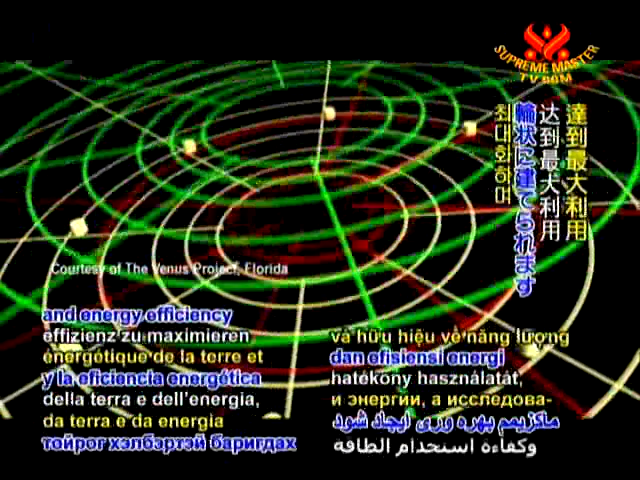 SUPREME MASTER
TV.COM
達到最大利用
达到最大利用
輪状に建てられます
최대화하며
Courtesy of The Venus Project, Florida
and energy efficiency
effizienz zu maximieren
énergétique de la terre et
y la eficiencia energética
della terra e dell'energia,
da terra e da energia
тойрог хэлбэртэй баригдах
và hữu hiệu về năng lượng
dan efisiensi energi
hatékony használatát,
и энергии, а исследова-
ماکزیمم بهره وری ایجاد شود
وكفاءة استخدام الطاقة